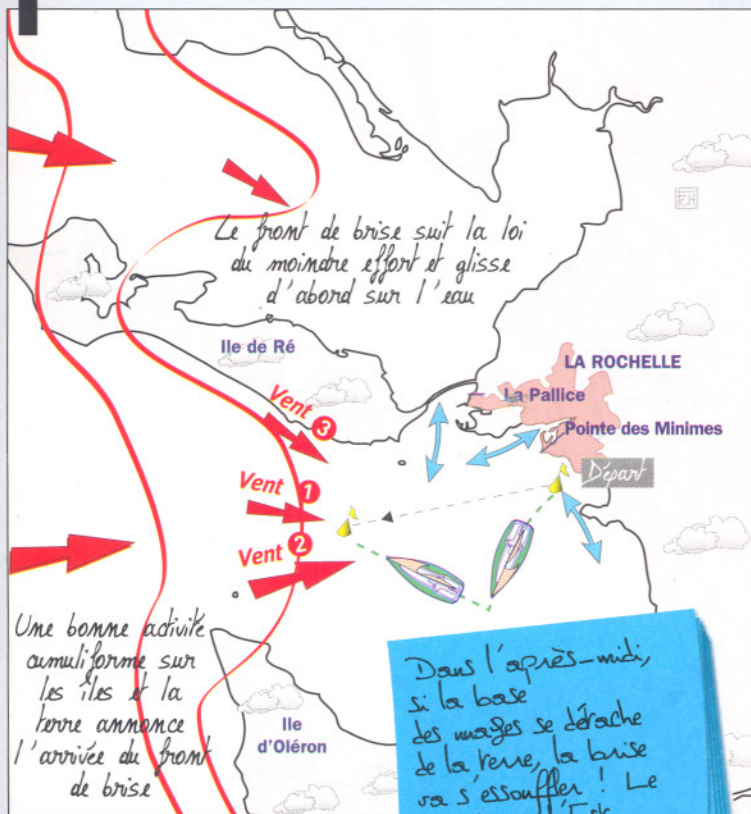 Le front de brise suit la loi
du moindre effort et glisse
d'abord sur l'eau
Ile de Ré
LA ROCHELLE
La Pallice
Pointe des Minimes
Départ
Vent 3
Vent 1
Vent 2
Une bonne activité
cumuliforme sur
les îles et la
terre annonce
l'arrivée du front
de brise
Ile
d'Oléron
Dans l'après-midi,
si la base
des nuages se détache
de la terre, la brise
va s'essouffler ! Le
l'Est